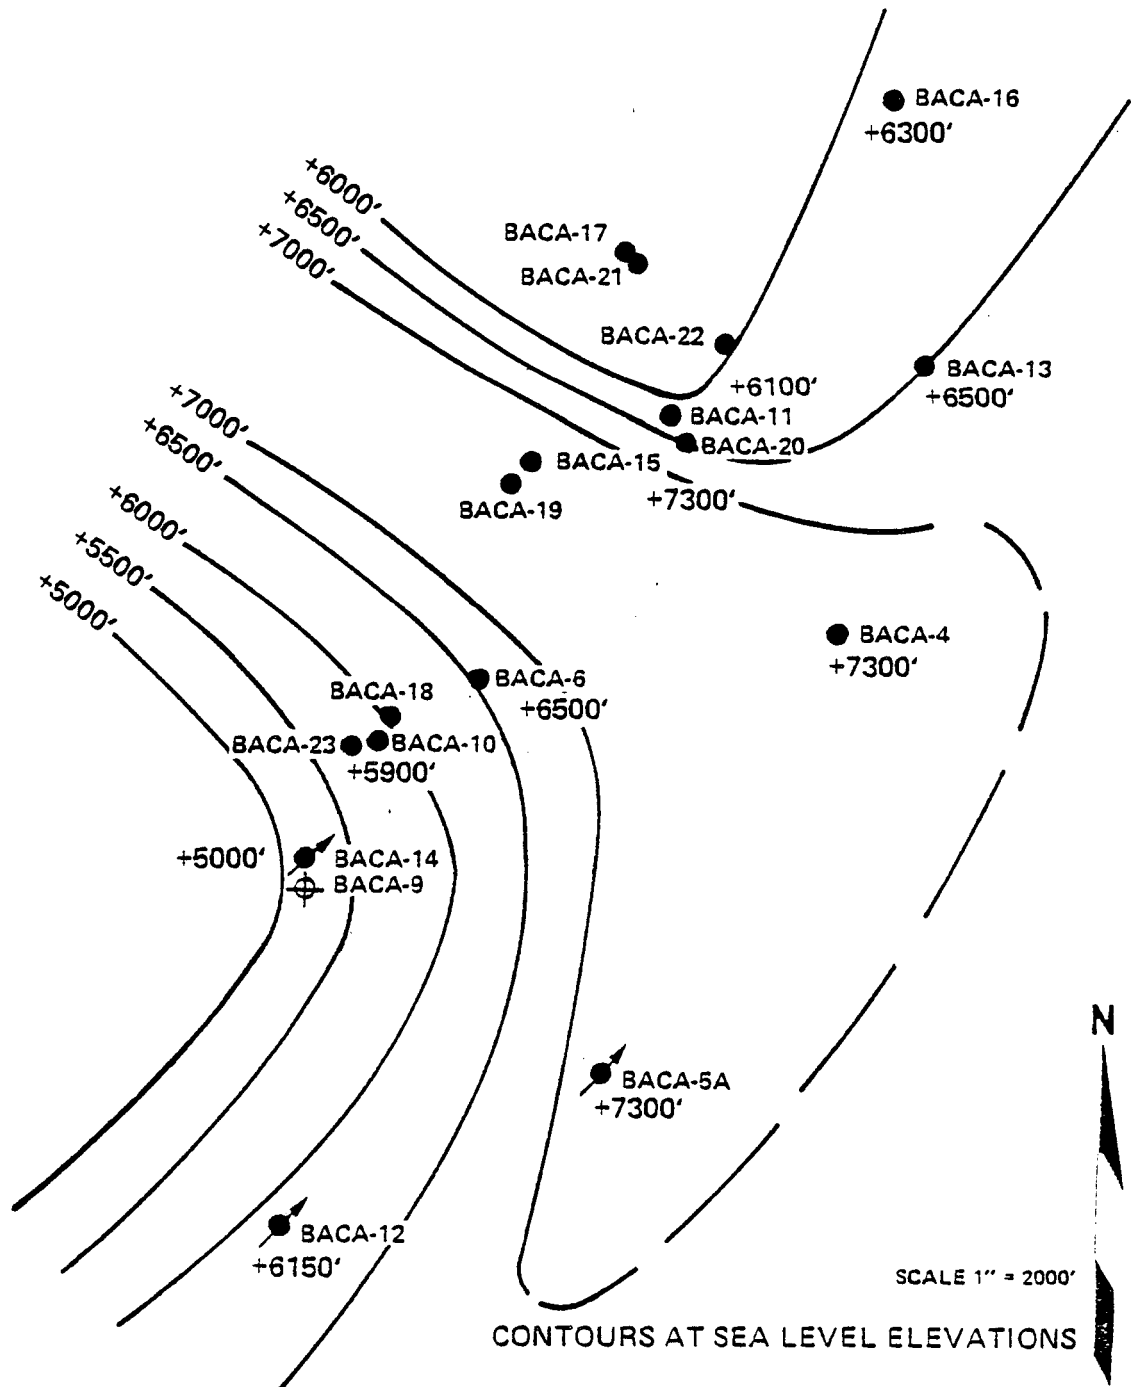 BACA-16
+6300'
+6000'
+6500'
+7000'
BACA-17
BACA-21
BACA-22
+6100'
BACA-13
+6500'
BACA-11
BACA-20
+7000'
+6500'
BACA-15
+7300'
BACA-19
+6000'
+5500'
+5000'
BACA-4
+7300'
BACA-6
+6500'
BACA-18
BACA-23
BACA-10
+5900'
+5000'
BACA-14
BACA-9
N
BACA-5A
+7300'
BACA-12
+6150'
SCALE 1" = 2000'
CONTOURS AT SEA LEVEL ELEVATIONS